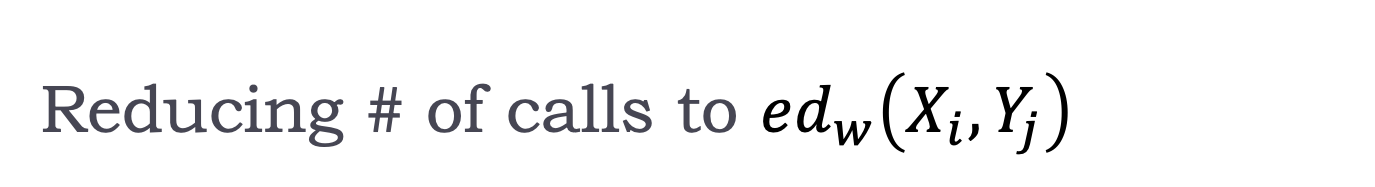 Reducing # of calls to $ed_w(X_i, Y_j)$